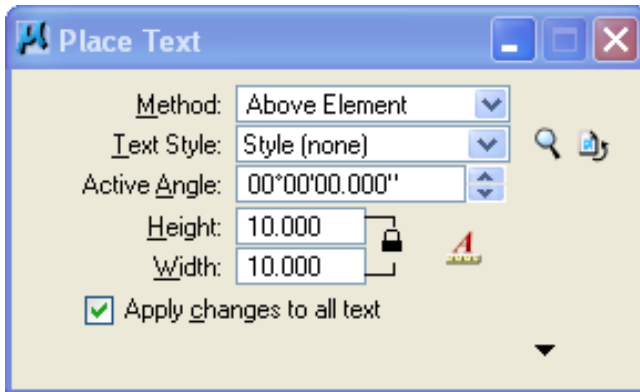 Place Text
Method: Above Element
Text Style: Style (none)
Active Angle: 00°00'00.000"
Height: 10.000
Width: 10.000
Apply changes to all text